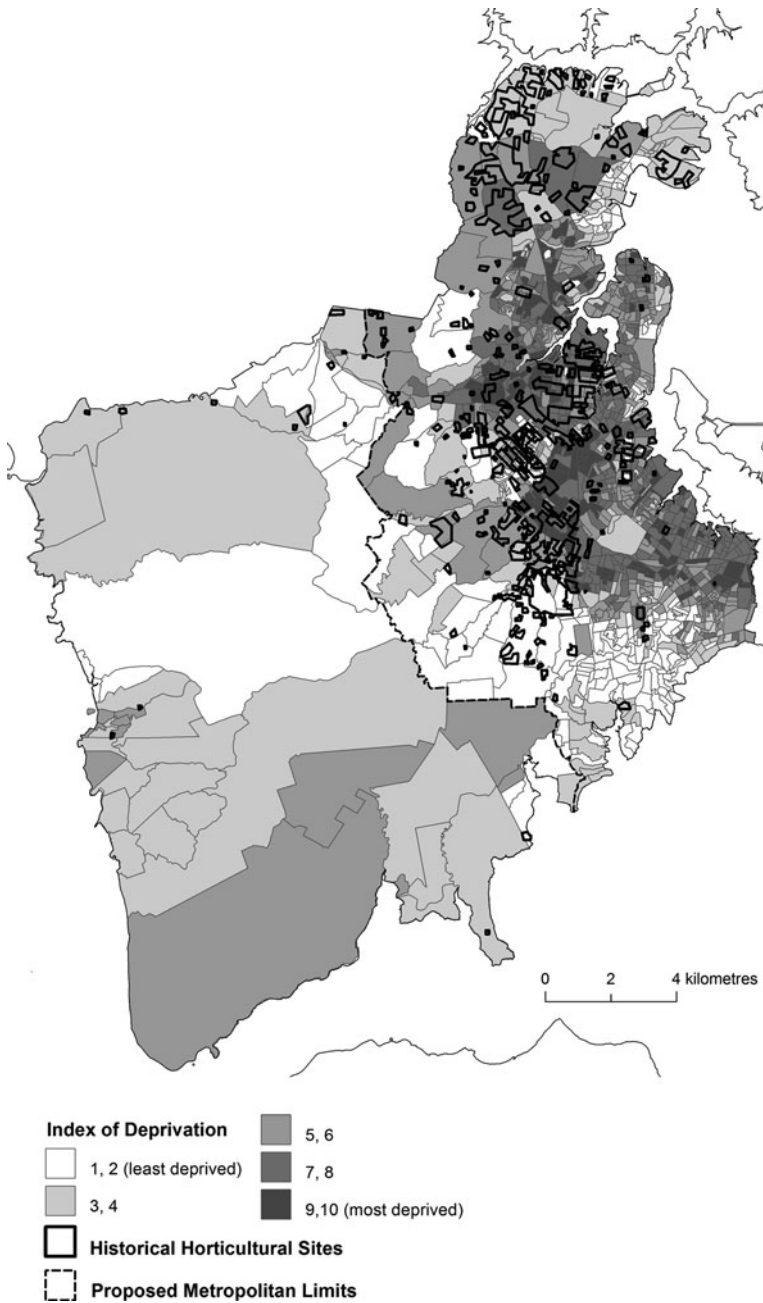 0 2 4 kilometres
Index of Deprivation
1, 2 (least deprived)
3, 4
5, 6
7, 8
9,10 (most deprived)
Historical Horticultural Sites
Proposed Metropolitan Limits